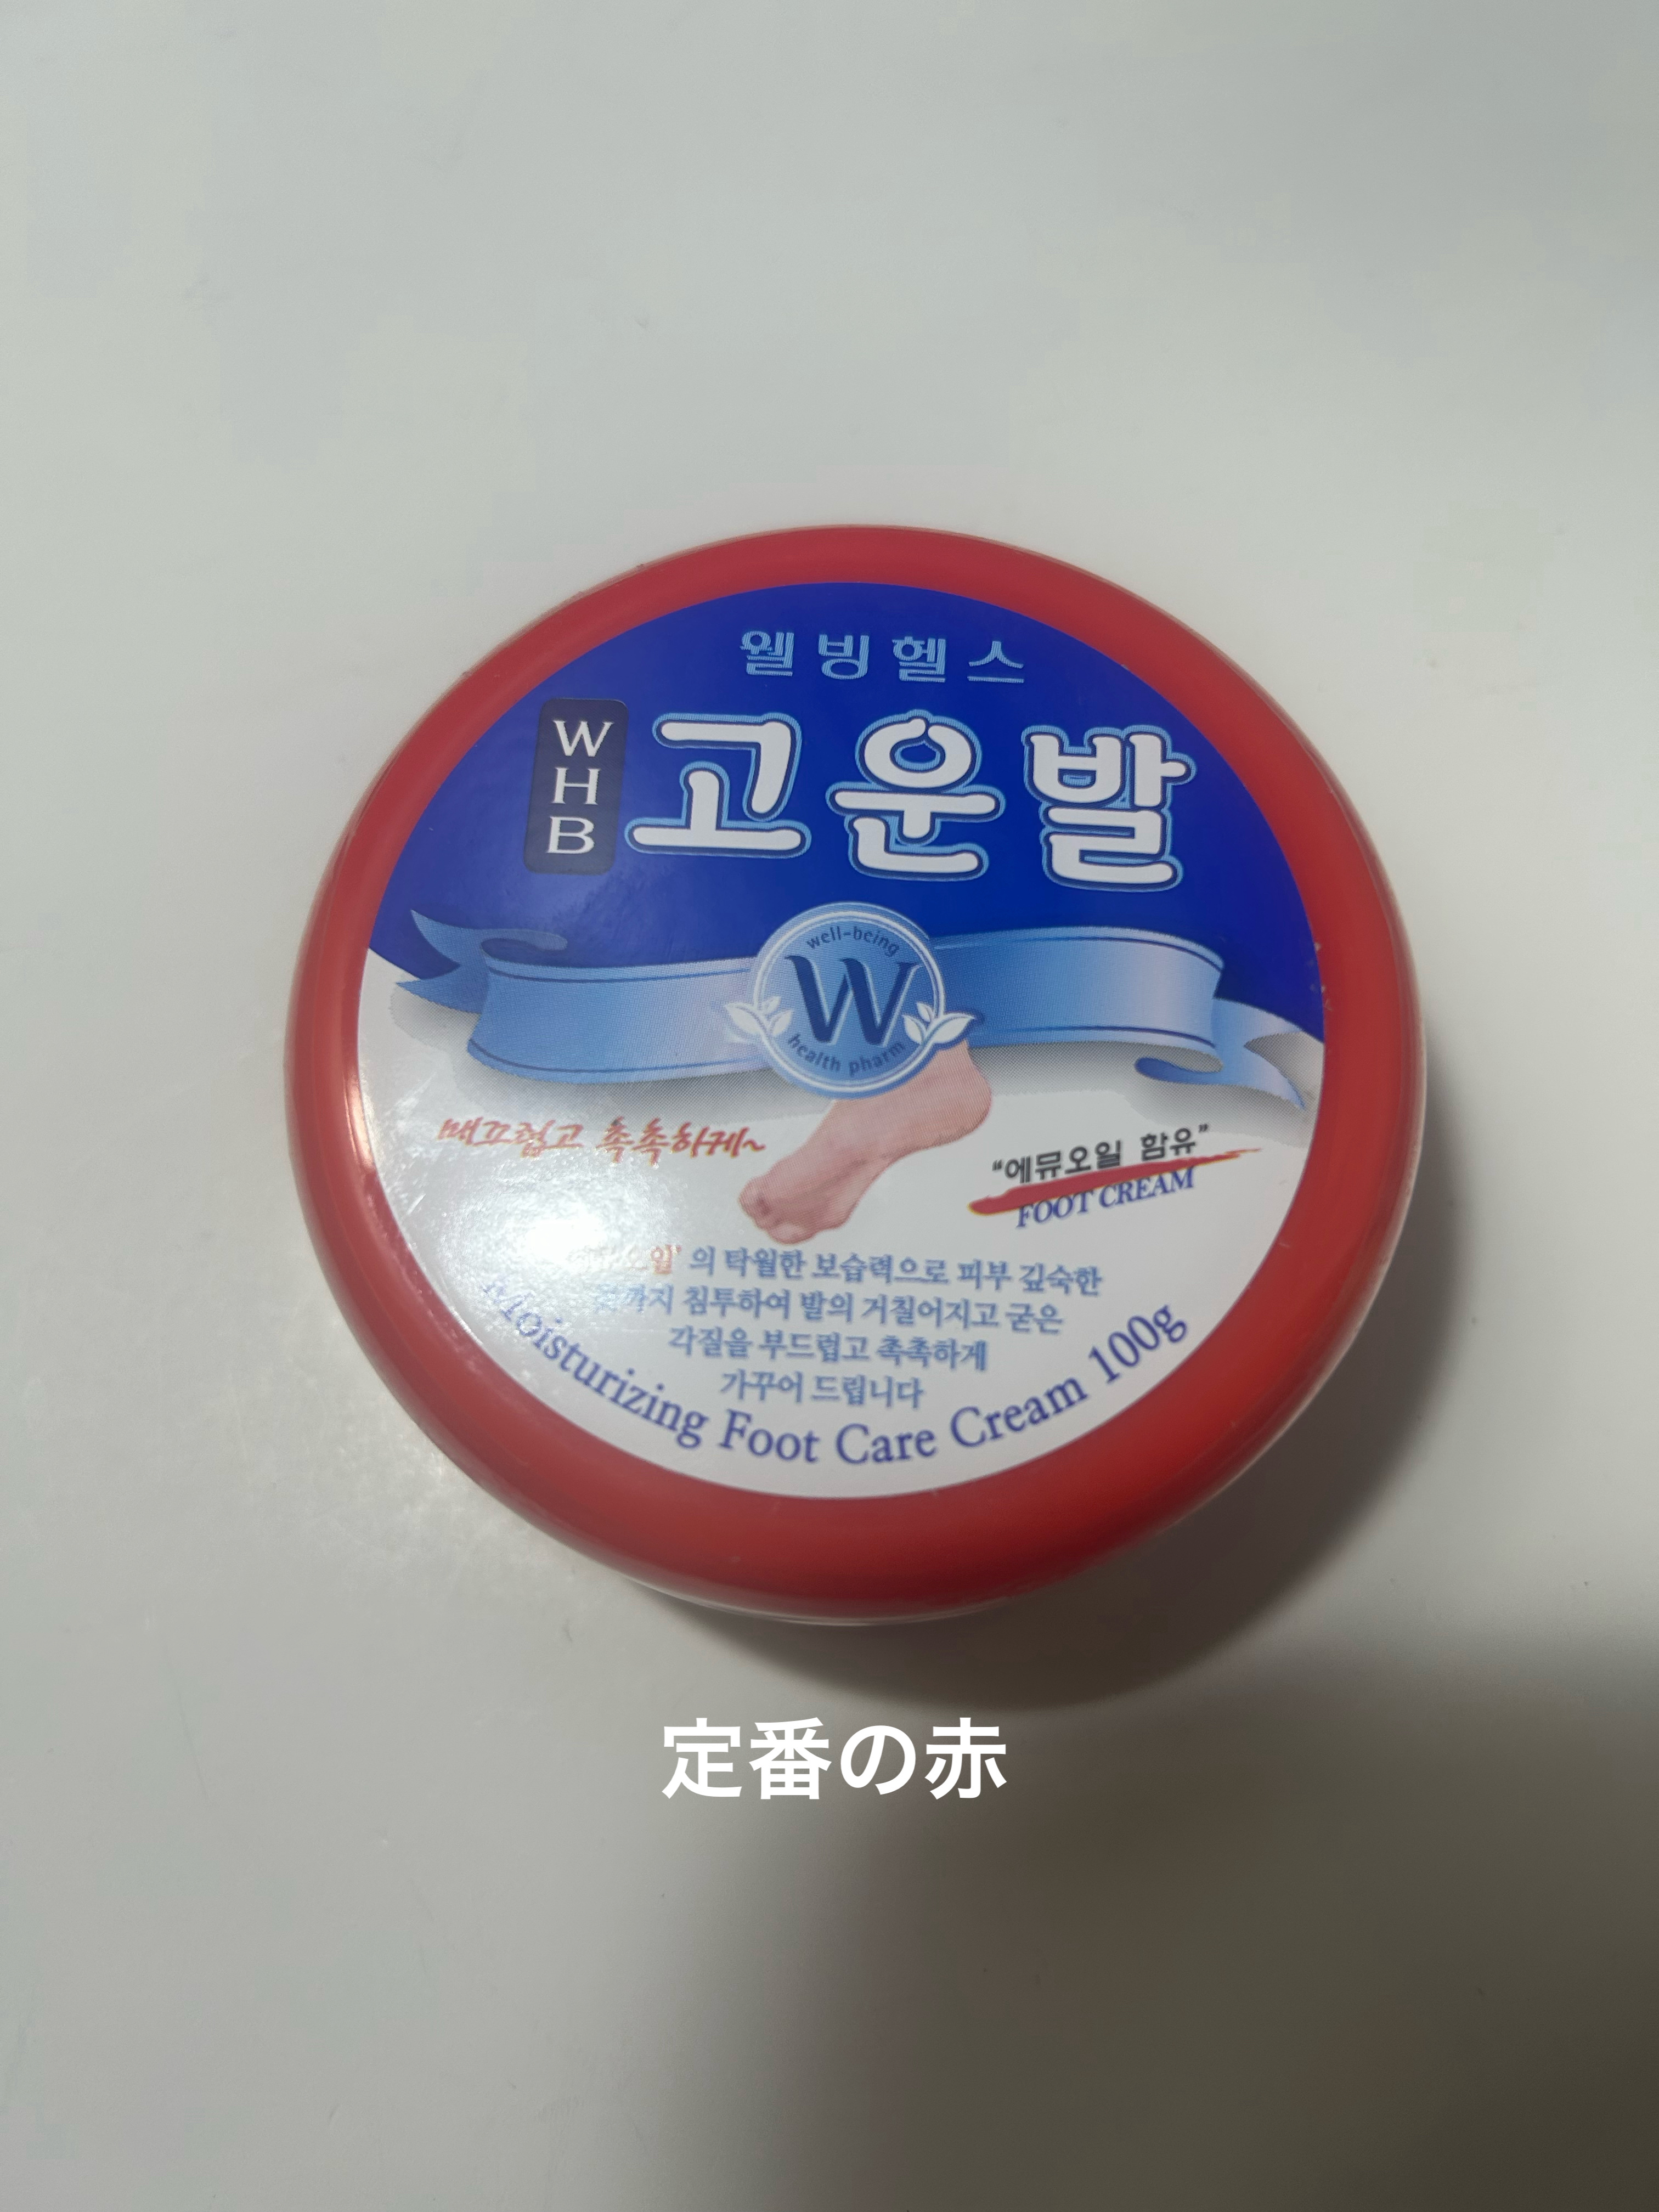 웰빙헬스
WHB
고운발
well-being
W
health pharm
매끄럽고 촉촉하게~
"에뮤오일 함유"
FOOT CREAM
의 탁월한 보습력으로 피부 깊숙한
침투하여 발의 거칠어지고 굳은
각질을 부드럽고 촉촉하게
가꾸어 드립니다
Moisturizing Foot Care Cream 100g
定番の赤